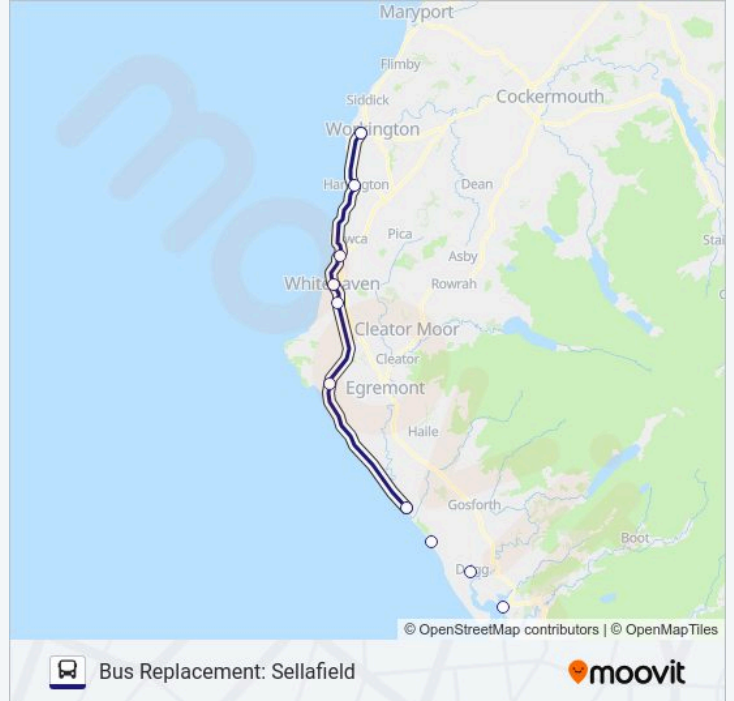 Maryport
Flimby
Siddick
Cockermouth
Workington
Harrington
Dean
Pica
Asby
Whitehaven
Rowrah
Cleator Moor
Cleator
Egremont
Haile
Gosforth
Boot
© OpenStreetMap contributors | © OpenMapTiles
Bus Replacement: Sellafield
moovit